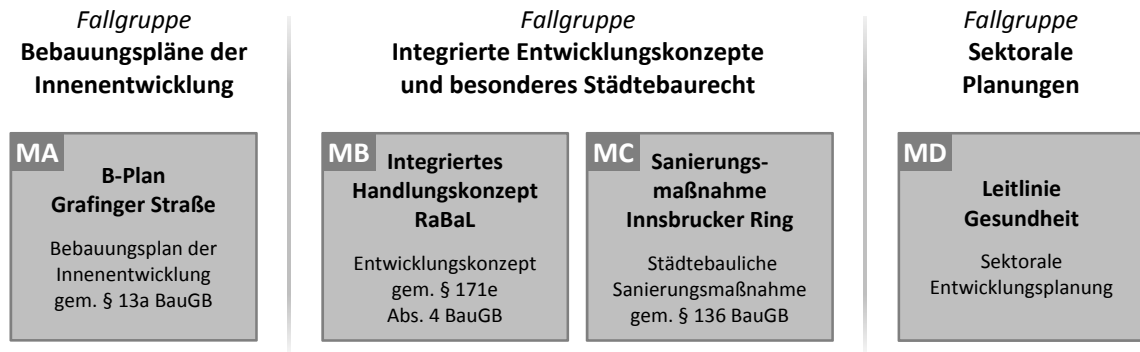 Fallgruppe
Bebauungspläne der
Innenentwicklung
Fallgruppe
Integrierte Entwicklungskonzepte
und besonderes Städtebaurecht
Fallgruppe
Sektorale
Planungen
MA
B-Plan
Grafinger Straße
Bebauungsplan der
Innenentwicklung
gem. § 13a BauGB
MB
Integriertes
Handlungskonzept
RaBaL
Entwicklungskonzept
gem. § 171e
Abs. 4 BauGB
MC
Sanierungs-
maßnahme
Innsbrucker Ring
Städtebauliche
Sanierungsmaßnahme
gem. § 136 BauGB
MD
Leitlinie
Gesundheit
Sektorale
Entwicklungsplanung